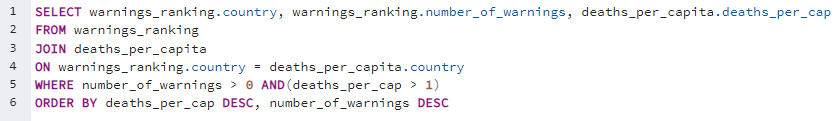 1 SELECT warnings_ranking.country, warnings_ranking.number_of_warnings, deaths_per_capita.deaths_per_cap
2 FROM warnings_ranking
3 JOIN deaths_per_capita
4 ON warnings_ranking.country = deaths_per_capita.country
5 WHERE number_of_warnings > 0 AND(deaths_per_cap > 1)
6 ORDER BY deaths_per_cap DESC, number_of_warnings DESC